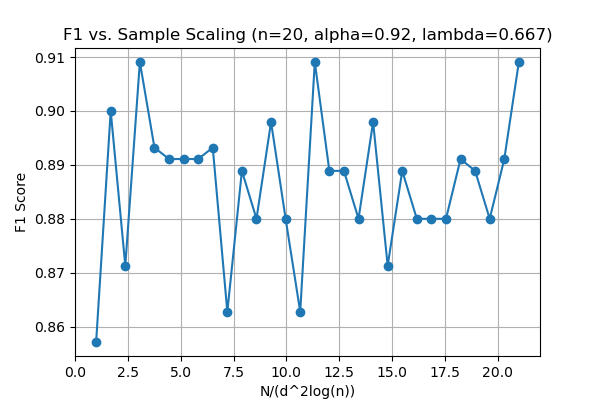 F1 vs. Sample Scaling (n=20, alpha=0.92, lambda=0.667)
0.91
0.90
0.89
0.88
0.87
0.86
F1 Score
0.0 2.5 5.0 7.5 10.0 12.5 15.0 17.5 20.0
N/(d^2log(n))